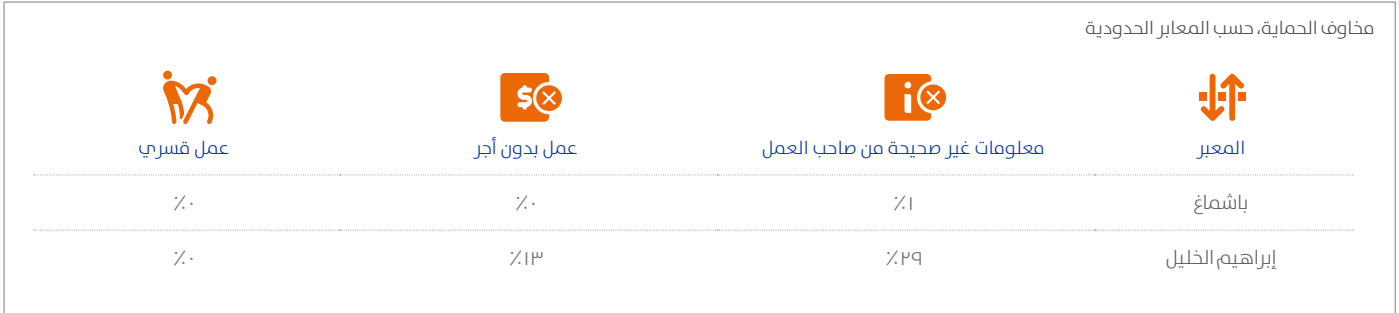 مخاوف الحماية، حسب المعابر الحدودية
المعبر معلومات غير صحيحة من صاحب العمل عمل بدون أجر عمل قسري
باشماغ ١٪ ٠٪ ٠٪
إبراهيم الخليل ٢٩٪ ١٣٪ ٠٪